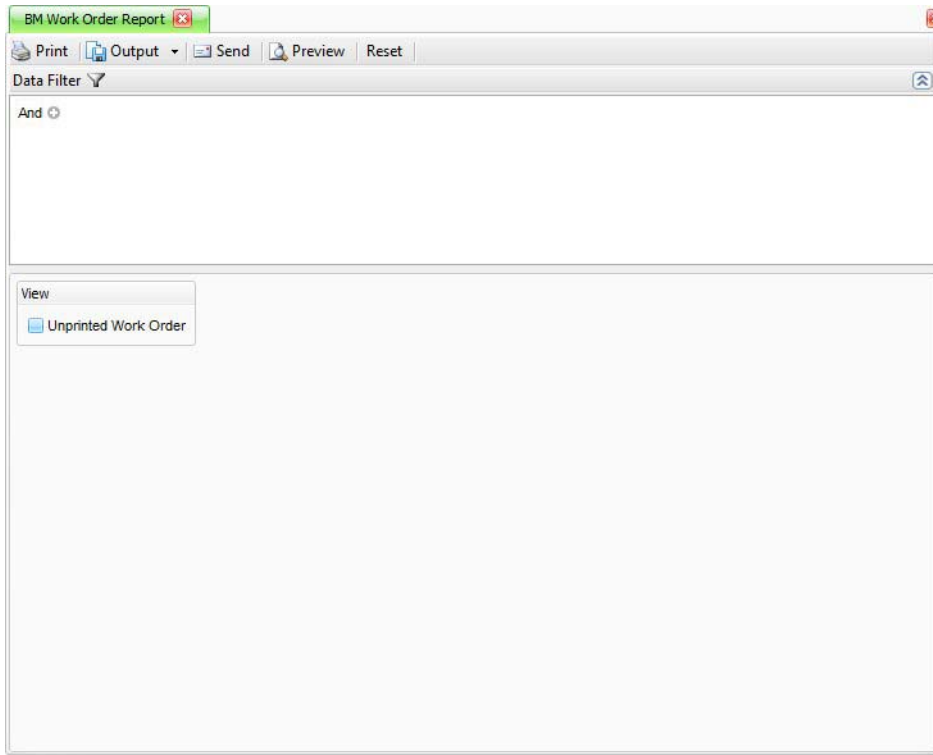 BM Work Order Report
Print Output Send Preview Reset
Data Filter
And
View
Unprinted Work Order